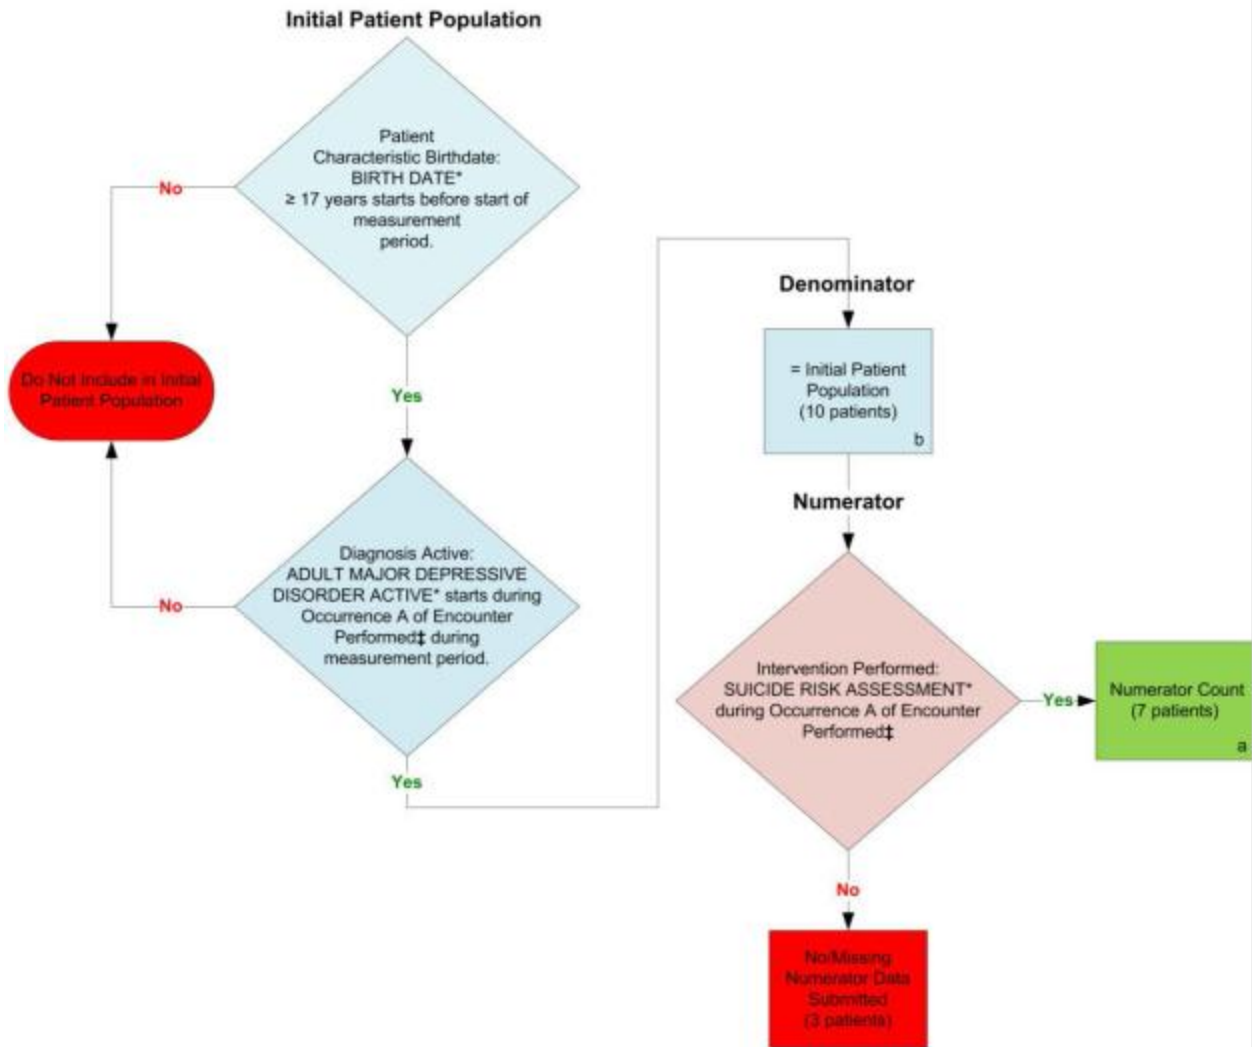 Initial Patient Population
Patient
Characteristic Birthdate:
BIRTH DATE*
≥ 17 years starts before start of
measurement
period.
No
Do Not Include in Initial
Patient Population
Yes
Diagnosis Active:
ADULT MAJOR DEPRESSIVE
DISORDER ACTIVE* starts during
Occurrence A of Encounter
Performed‡ during
measurement period.
No
Yes
Denominator
= Initial Patient
Population
(10 patients)
b
Numerator
Intervention Performed:
SUICIDE RISK ASSESSMENT*
during Occurrence A of Encounter
Performed‡
Yes
Numerator Count
(7 patients)
a
No
No/Missing
Numerator Data
Submitted
(3 patients)